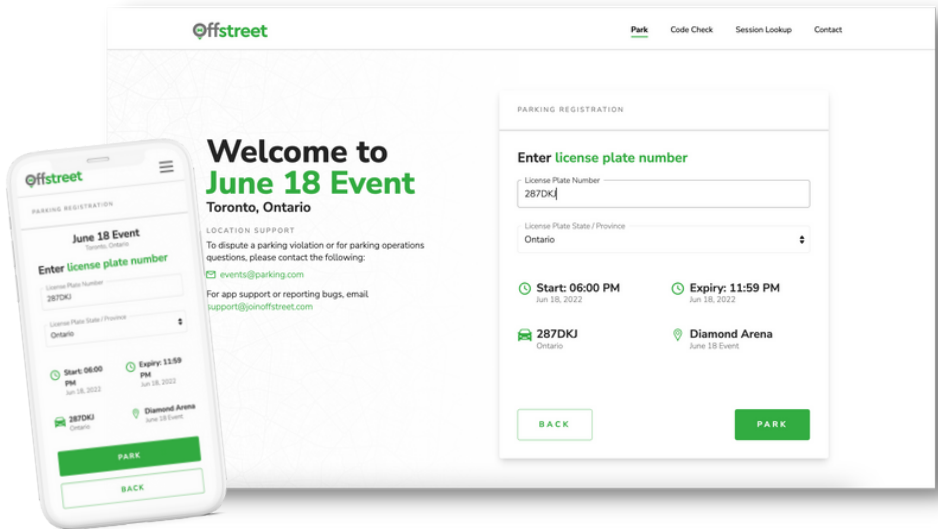 Offstreet
Park
Code Check
Session Lookup
Contact
Welcome to
June 18 Event
Toronto, Ontario
LOCATION SUPPORT
To dispute a parking violation or for parking operations
questions, please contact the following:
events@parking.com
For app support or reporting bugs, email
support@joinoffstreet.com
PARKING REGISTRATION
Enter license plate number
License Plate Number
287DKJ
License Plate State / Province
Ontario
Start: 06:00 PM
Jun 18, 2022
Expiry: 11:59 PM
Jun 18, 2022
287DKJ
Ontario
Diamond Arena
June 18 Event
BACK
PARK
Offstreet
PARKING REGISTRATION
June 18 Event
Toronto, Ontario
Enter license plate number
License Plate Number
287DKJ
License Plate State / Province
Ontario
Start: 06:00
PM
Jun 18, 2022
Expiry: 11:59
PM
Jun 18, 2022
287DKJ
Ontario
Diamond Arena
June 18 Event
PARK
BACK